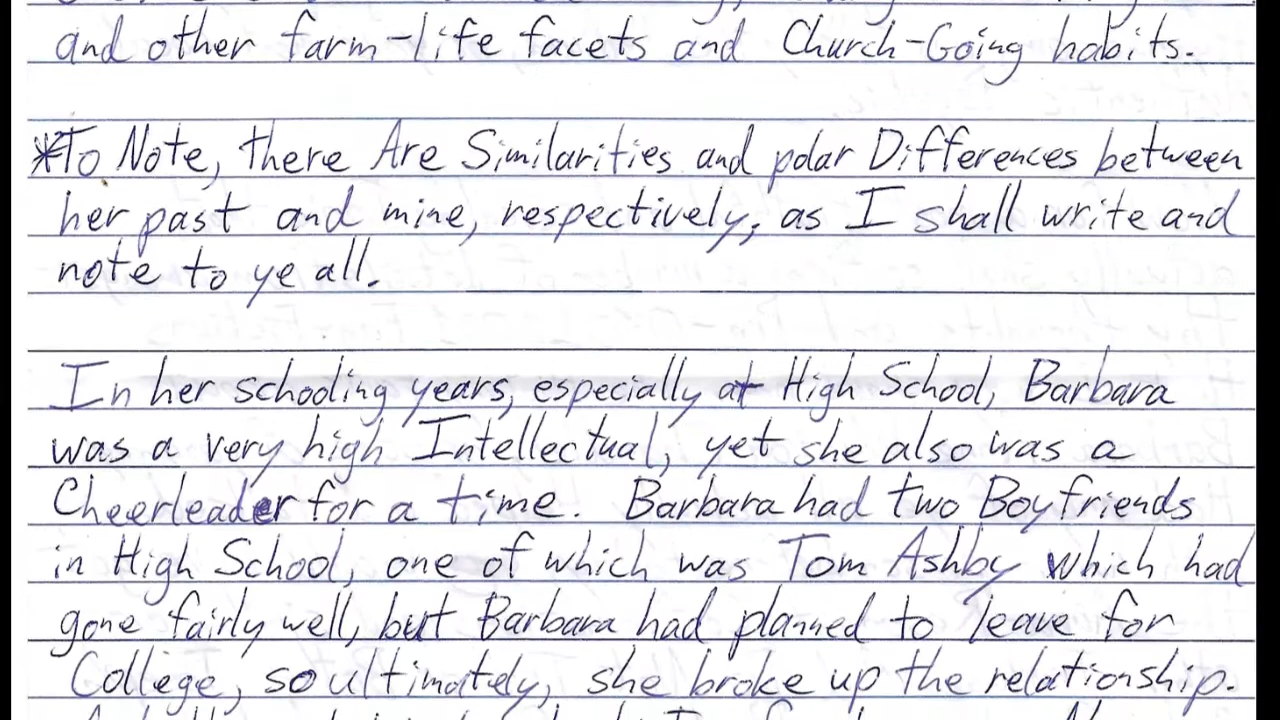 and other farm-life facets and Church-Going habits.
*To Note, there Are Similarities and polar Differences between
her past and mine, respectively, as I shall write and
note to ye all.
In her schooling years, especially at High School, Barbara
was a very high Intellectual, yet she also was a
Cheerleader for a time. Barbara had two Boyfriends
in High School, one of which was Tom Ashby which had
gone fairly well, but Barbara had planned to leave for
College, so ultimately, she broke up the relationship.